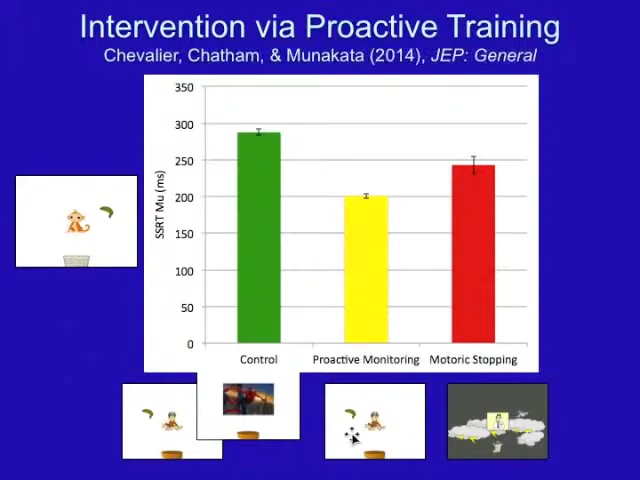 Intervention via Proactive Training
Chevalier, Chatham, & Munakata (2014), JEP: General
350
300
250
200
150
100
50
0
SSRT Mu (ms)
Control
Proactive Monitoring
Motoric Stopping